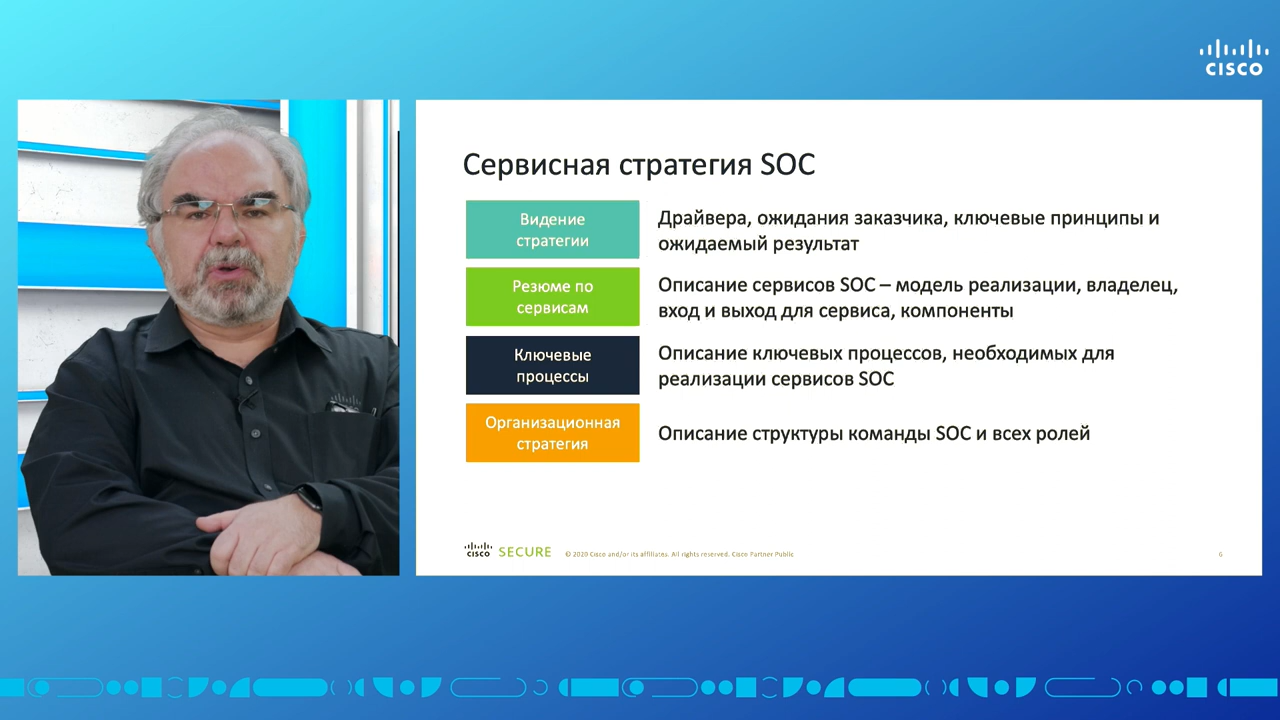 CISCO
Сервисная стратегия SOC
Видение
стратегии
Драйвера, ожидания заказчика, ключевые принципы и
ожидаемый результат
Резюме по
сервисам
Описание сервисов SOC – модель реализации, владелец,
вход и выход для сервиса, компоненты
Ключевые
процессы
Описание ключевых процессов, необходимых для
реализации сервисов SOC
Организационная
стратегия
Описание структуры команды SOC и всех ролей
CISCO SECURE © 2020 Cisco and/or its affiliates. All rights reserved. Cisco Partner Public 6